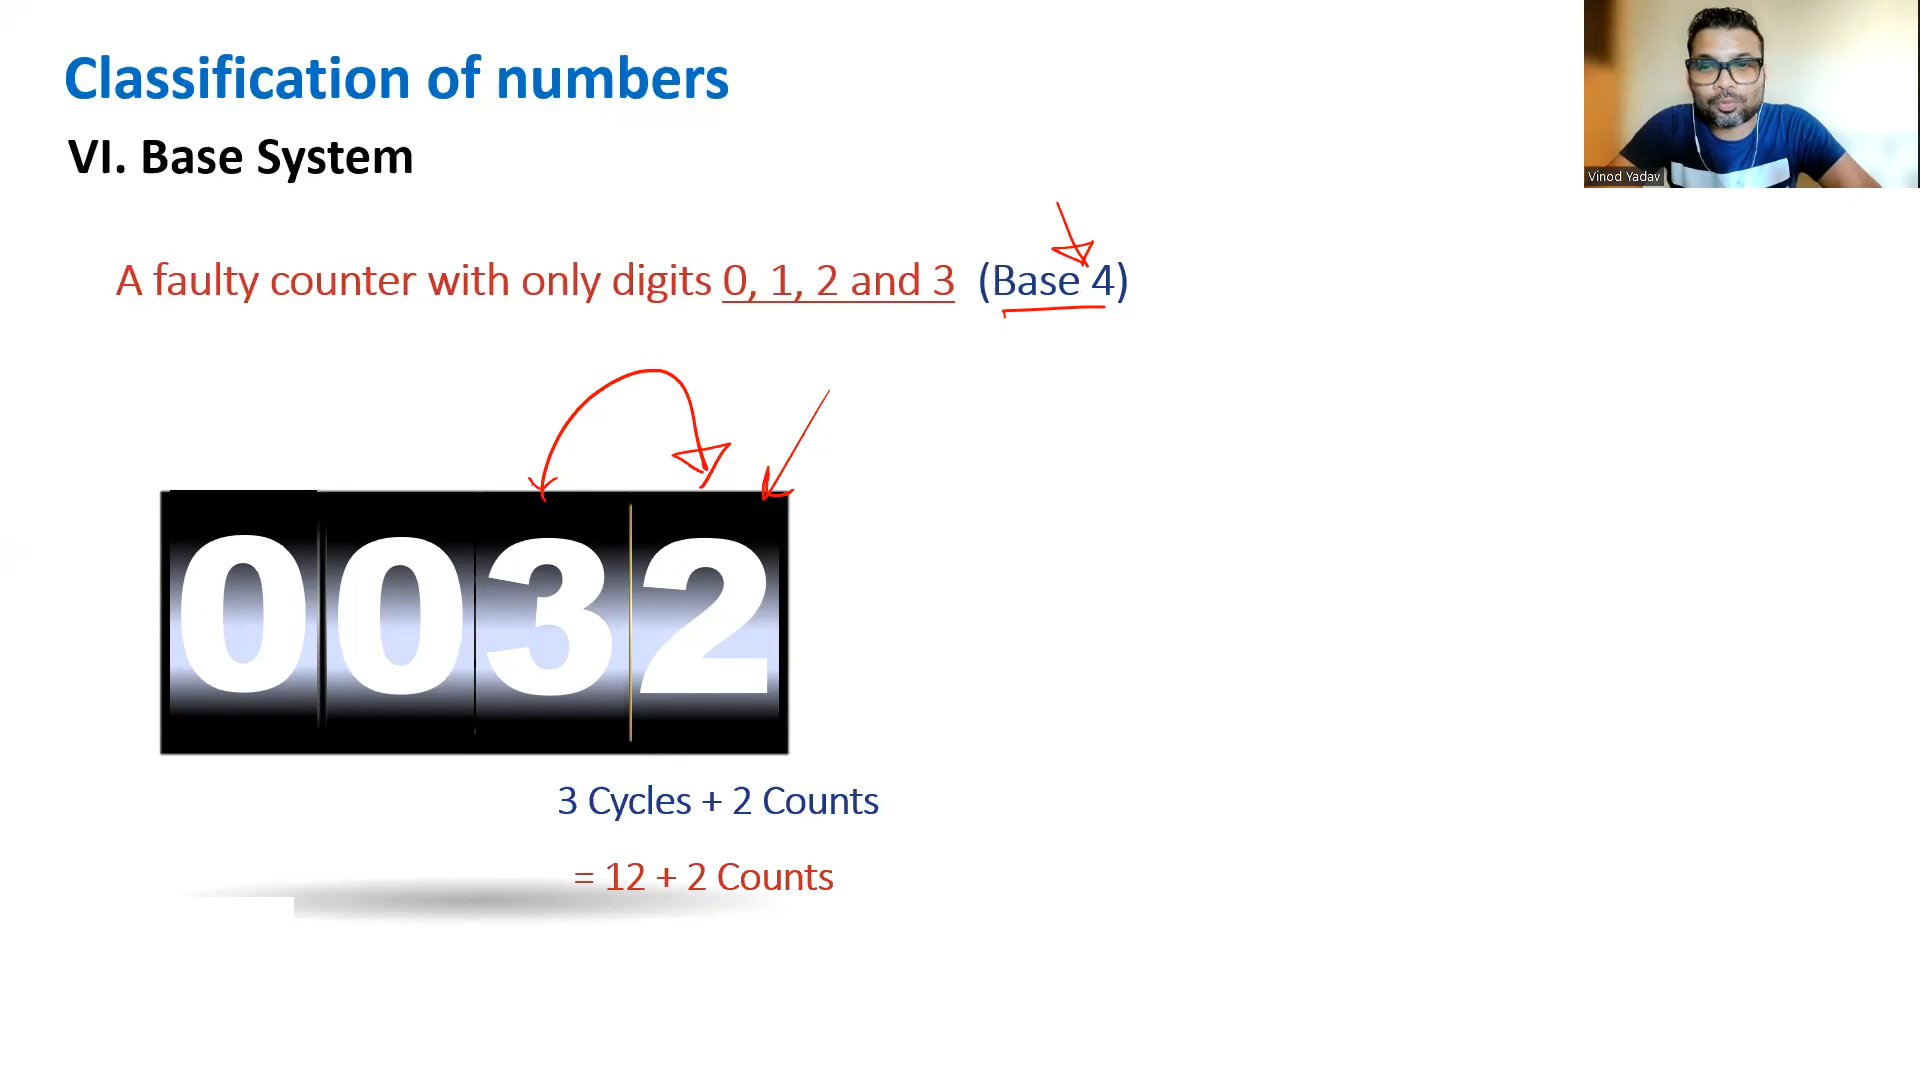 Classification of numbers
VI. Base System
Vinod Yadav
A faulty counter with only digits 0, 1, 2 and 3 (Base 4)
0032
3 Cycles + 2 Counts
= 12 + 2 Counts